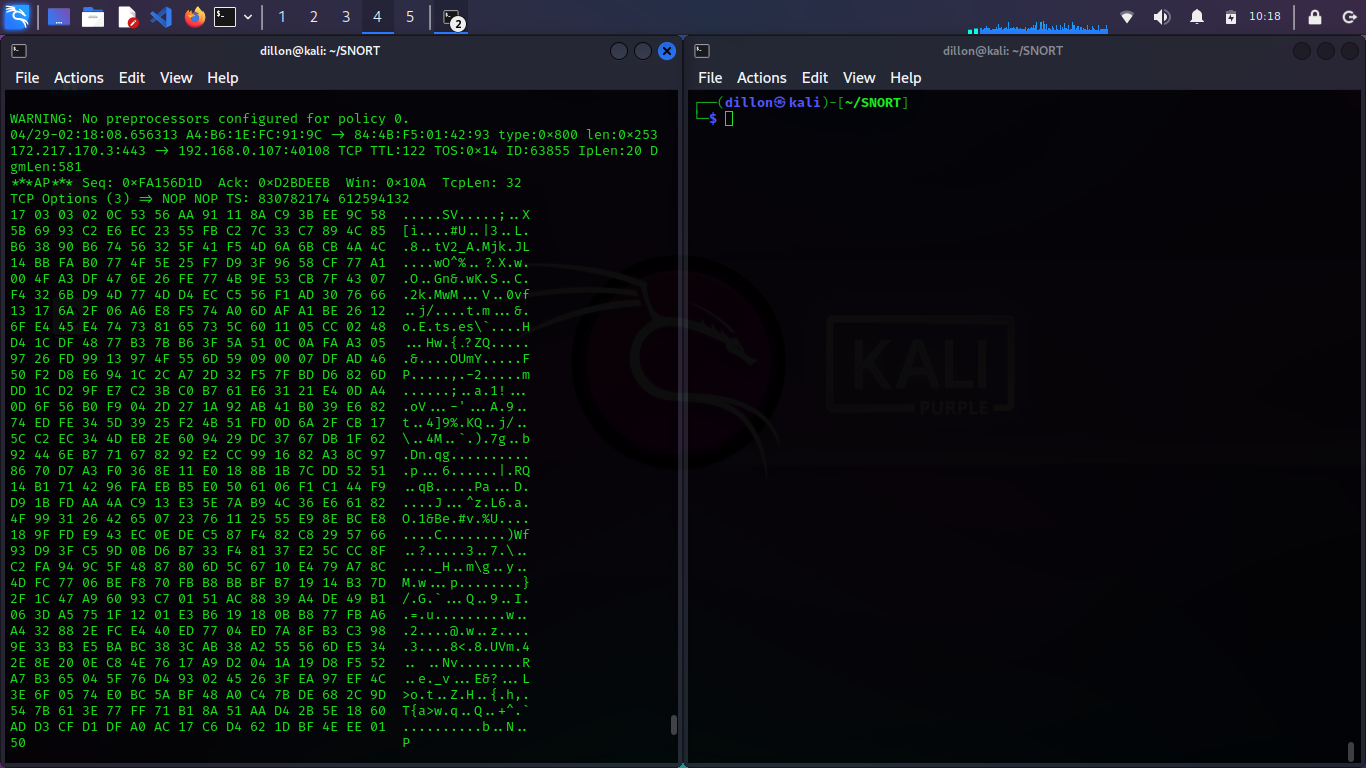 1 2 3 4 5 2 10:18
dillon@kali: ~/SNORT
File Actions Edit View Help
WARNING: No preprocessors configured for policy 0.
04/29-02:18:08.656313 A4:B6:1E:FC:91:9C -> 84:4B:F5:01:42:93 type:0×800 len:0×253
172.217.170.3:443 -> 192.168.0.107:40108 TCP TTL:122 TOS:0×14 ID:63855 IpLen:20 D
gmLen:581
***AP*** Seq: 0×FA156D1D Ack: 0×D2BDEEB Win: 0×10A TcpLen: 32
TCP Options (3) => NOP NOP TS: 830782174 612594132
17 03 03 02 0C 53 56 AA 91 11 8A C9 3B EE 9C 58 .....SV.....;..X
5B 69 93 C2 E6 EC 23 55 FB C2 7C 33 C7 89 4C 85 [i....#U..|3..L.
B6 38 90 B6 74 56 32 5F 41 F5 4D 6A 6B CB 4A 4C .8..tV2_A.Mjk.JL
14 BB FA B0 77 4F 5E 25 F7 D9 3F 96 58 CF 77 A1 ....wO^%..?.X.w.
00 4F A3 DF 47 6E 26 FE 77 4B 9E 53 CB 7F 43 07 .O..Gn&.wK.S..C.
F4 32 6B D9 4D 77 4D D4 EC C5 56 F1 AD 30 76 66 .2k.MwM...V..0vf
13 17 6A 2F 06 A6 E8 F5 74 A0 6D AF A1 BE 26 12 ..j/....t.m...&.
6F E4 45 E4 74 73 81 65 73 5C 60 11 05 CC 02 48 o.E.ts.es\`....H
D4 1C DF 48 77 B3 7B B6 3F 5A 51 0C 0A FA A3 05 ...Hw.{.?ZQ.....
97 26 FD 99 13 97 4F 55 6D 59 09 00 07 DF AD 46 .&....OUmY.....F
50 F2 D8 E6 94 1C 2C A7 2D 32 F5 7F BD D6 82 6D P.....,.-2.....m
DD 1C D2 9F E7 C2 3B C0 B7 61 E6 31 21 E4 0D A4 ......;..a.1!...
0D 6F 56 B0 F9 04 2D 27 1A 92 AB 41 B0 39 E6 82 .oV...-'...A.9..
74 ED FE 34 5D 39 25 F2 4B 51 FD 0D 6A 2F CB 17 t..4]9%.KQ..j/..
5C C2 EC 34 4D EB 2E 60 94 29 DC 37 67 DB 1F 62 \..4M..`.).7g..b
92 44 6E B7 71 67 82 92 E2 CC 99 16 82 A3 8C 97 .Dn.qg..........
86 70 D7 A3 F0 36 8E 11 E0 18 8B 1B 7C DD 52 51 .p...6......|.RQ
14 B1 71 42 96 FA EB B5 E0 50 61 06 F1 C1 44 F9 ..qB.....Pa...D.
D9 1B FD AA 4A C9 13 E3 5E 7A B9 4C 36 E6 61 82 ....J...^z.L6.a.
4F 99 31 26 42 65 07 23 76 11 25 55 E9 8E BC E8 O.1&Be.#v.%U....
18 9F FD E9 43 EC 0E DE C5 87 F4 82 C8 29 57 66 ....C........)Wf
93 D9 3F C5 9D 0B D6 B7 33 F4 81 37 E2 5C CC 8F ..?.....3..7.\..
C2 FA 94 9C 5F 48 87 80 6D 5C 67 10 E4 79 A7 8C ...._H..m\g..y..
4D FC 77 06 BE F8 70 FB B8 BB BF B7 19 14 B3 7D M.w...p........}
2F 1C 47 A9 60 93 C7 01 51 AC 88 39 A4 DE 49 B1 /.G.`...Q..9..I.
06 3D A5 75 1F 12 01 E3 B6 19 18 0B B8 77 FB A6 .=.u.........w..
A4 32 88 2E FC E4 40 ED 77 04 ED 7A 8F B3 C3 98 .2....@.w..z....
9E 33 B3 E5 BA BC 38 3C AB 38 A2 55 56 6D E5 34 .3....8<.8.UVm.4
2E 8E 20 0E C8 4E 76 17 A9 D2 04 1A 19 D8 F5 52 .. ..Nv........R
A7 B3 65 04 5F 76 D4 93 02 45 26 3F EA 97 EF 4C ..e._v...E&?...L
3E 6F 05 74 E0 BC 5A BF 48 A0 C4 7B DE 68 2C 9D >o.t..Z.H..{.h,.
54 7B 61 3E 77 FF 71 B1 8A 51 AA D4 2B 5E 18 60 T{a>w.q..Q..+^.`
AD D3 CF D1 DF A0 AC 17 C6 D4 62 1D BF 4E EE 01 ..........b..N..
50 P
dillon@kali: ~/SNORT
File Actions Edit View Help
┌──(dillon㉿kali)-[~/SNORT]
└─$
KALI
PURPLE